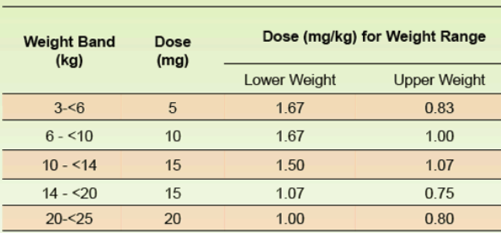 Weight Band (kg) Dose (mg) Dose (mg/kg) for Weight Range
Lower Weight Upper Weight
3-<6 5 1.67 0.83
6 - <10 10 1.67 1.00
10 - <14 15 1.50 1.07
14 - <20 15 1.07 0.75
20-<25 20 1.00 0.80